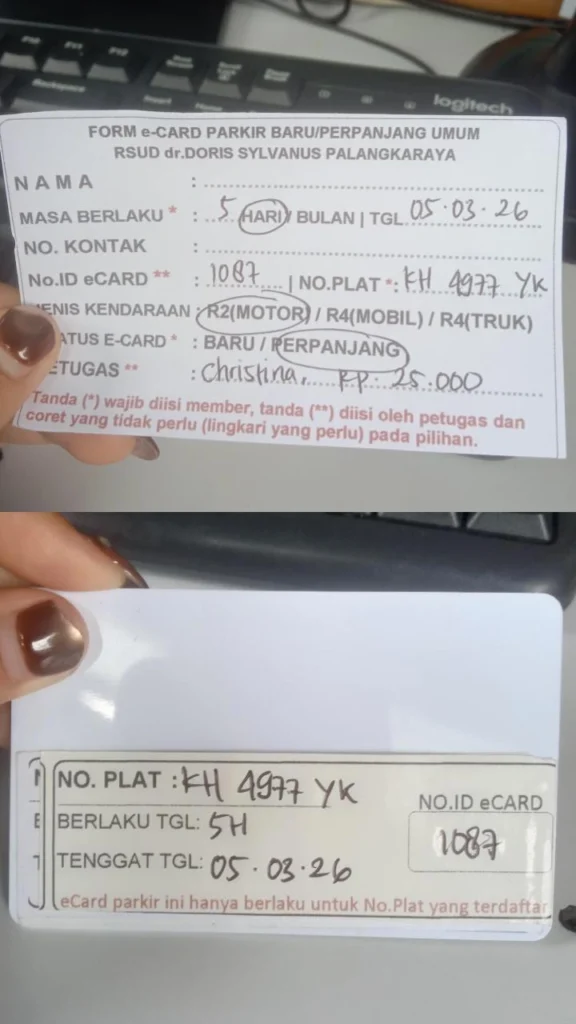 Backspace
Insert
Home
logitech
FORM e-CARD PARKIR BARU/PERPANJANG UMUM
RSUD dr.DORIS SYLVANUS PALANGKARAYA
NAMA :
MASA BERLAKU * : 5 HARI / BULAN | TGL 05.03.26
NO. KONTAK :
No.ID eCARD ** : 1087 | NO.PLAT *: KH 4977 YK
ENIS KENDARAAN : R2(MOTOR) / R4(MOBIL) / R4(TRUK)
ATUS E-CARD * : BARU / PERPANJANG
ETUGAS ** : Christina, RP. 25.000
Tanda (*) wajib diisi member, tanda (**) diisi oleh petugas dan
coret yang tidak perlu (lingkari yang perlu) pada pilihan.
NO. PLAT : KH 4977 YK
NO.ID eCARD
BERLAKU TGL: 5H
1087
TENGGAT TGL: 05.03.26
eCard parkir ini hanya berlaku untuk No.Plat yang terdaftar